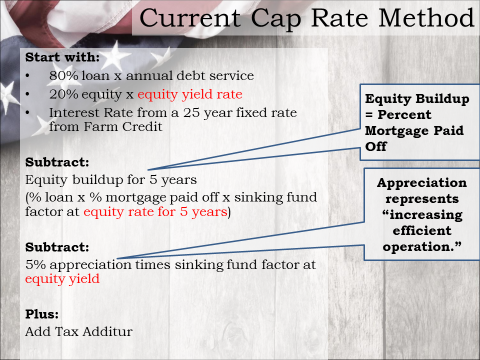 Current Cap Rate Method
Start with:
• 80% loan x annual debt service
• 20% equity x equity yield rate
• Interest Rate from a 25 year fixed rate
from Farm Credit
Subtract:
Equity buildup for 5 years
(% loan x % mortgage paid off x sinking fund
factor at equity rate for 5 years)
Subtract:
5% appreciation times sinking fund factor at
equity yield
Plus:
Add Tax Additur
Equity Buildup
= Percent
Mortgage Paid
Off
Appreciation
represents
“increasing
efficient
operation.”